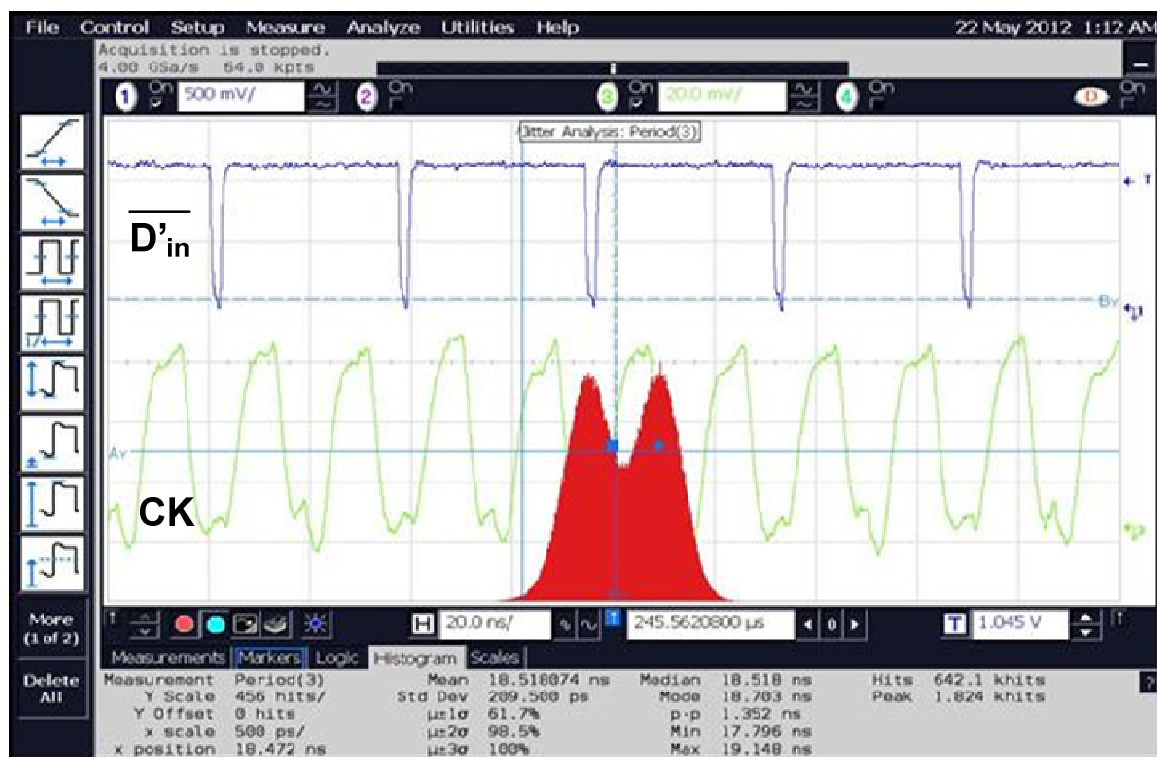 File Control Setup Measure Analyze Utilities Help 22 May 2012 1:12 AM
Acquisition is stopped.
4.00 GSa/s 64.0 kpts
1 On 500 mV/ 2 On 3 On 20.0 mV/ 4 On D On
Jitter Analysis: Period(3)
T
D'in
By
1
Ay
CK
More
(1 of 2)
Delete
All
H 20.0 ns/ 245.5620800 µs 0 T 1.045 V
Measurements Markers Logic Histogram Scales
Measurement Period(3) Mean 18.518074 ns Median 18.518 ns Hits 642.1 khits
Y Scale 456 hits/ Std Dev 209.500 ps Mode 18.703 ns Peak 1.824 khits
Y Offset 0 hits µ±1σ 61.7% p-p 1.352 ns
x scale 500 ps/ µ±2σ 98.5% Min 17.796 ns
x position 18.472 ns µ±3σ 100% Max 19.148 ns
?